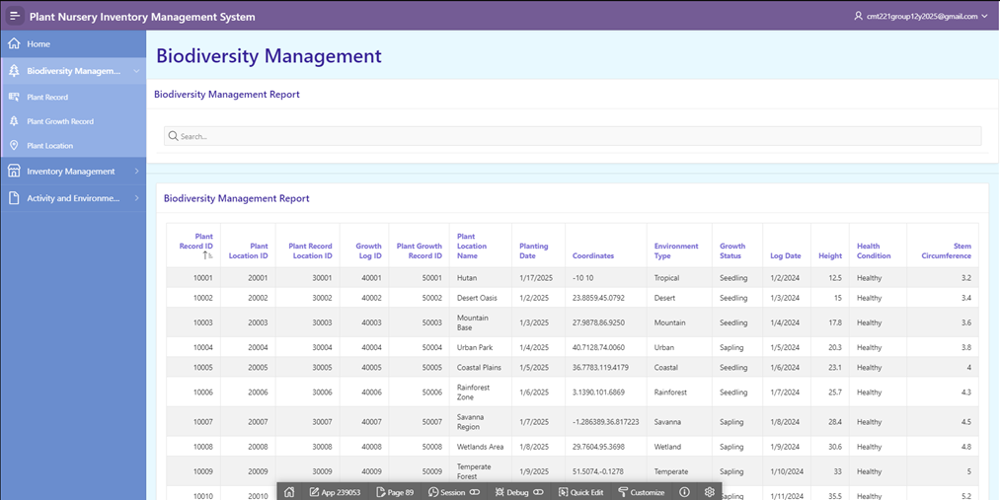 Plant Nursery Inventory Management System
cmt221group12y2025@gmail.com
Home
Biodiversity Managem...
Plant Record
Plant Growth Record
Plant Location
Inventory Management
Activity and Environme...
Biodiversity Management
Biodiversity Management Report
Search...
Biodiversity Management Report
Plant Record ID Plant Location ID Plant Record Location ID Growth Log ID Plant Growth Record ID Plant Location Name Planting Date Coordinates Environment Type Growth Status Log Date Height Health Condition Stem Circumference
10001 20001 30001 40001 50001 Hutan 1/17/2025 -10 10 Tropical Seedling 1/2/2024 12.5 Healthy 3.2
10002 20002 30002 40002 50002 Desert Oasis 1/2/2025 23.8859.45.0792 Desert Seedling 1/3/2024 15 Healthy 3.4
10003 20003 30003 40003 50003 Mountain Base 1/3/2025 27.9878,86.9250 Mountain Seedling 1/4/2024 17.8 Healthy 3.6
10004 20004 30004 40004 50004 Urban Park 1/4/2025 40.7128,74.0060 Urban Sapling 1/5/2024 20.3 Healthy 3.8
10005 20005 30005 40005 50005 Coastal Plains 1/5/2025 36.7783.119.4179 Coastal Seedling 1/6/2024 23.1 Healthy 4
10006 20006 30006 40006 50006 Rainforest Zone 1/6/2025 3.1390.101.6869 Rainforest Seedling 1/7/2024 25.7 Healthy 4.3
10007 20007 30007 40007 50007 Savanna Region 1/7/2025 -1.286389,36.817223 Savanna Sapling 1/8/2024 28.4 Healthy 4.5
10008 20008 30008 40008 50008 Wetlands Area 1/8/2025 29.7604.95.3698 Wetland Sapling 1/9/2024 30.6 Healthy 4.8
10009 20009 30009 40009 50009 Temperate Forest 1/9/2025 51.5074,-0.1278 Temperate Sapling 1/10/2024 33 Healthy 5
10010 20010 Sapling 1/11/2024 35.5 Healthy 5.2
App 239053 Page 89 Session Debug Quick Edit Customize